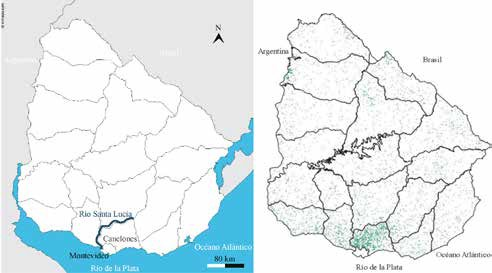 N
Argentina
Brasil
Río Santa Lucía
Canelones
Montevideo
Océano Atlántico
80 km
Río de la Plata
Argentina
Brasil
Océano Atlántico
Río de la Plata